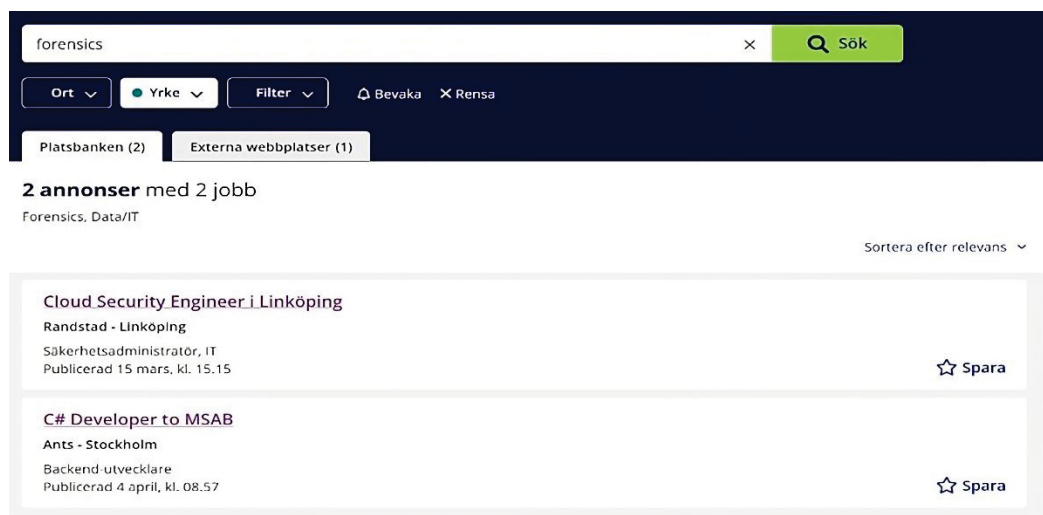 forensics × Sök
Ort Yrke Filter Bevaka × Rensa
Platsbanken (2) Externa webbplatser (1)
2 annonser med 2 jobb
Forensics, Data/IT
Sortera efter relevans
Cloud Security Engineer i Linköping
Randstad - Linköping
Säkerhetsadministratör, IT
Publicerad 15 mars, kl. 15.15
Spara
C# Developer to MSAB
Ants - Stockholm
Backend-utvecklare
Publicerad 4 april, kl. 08.57
Spara